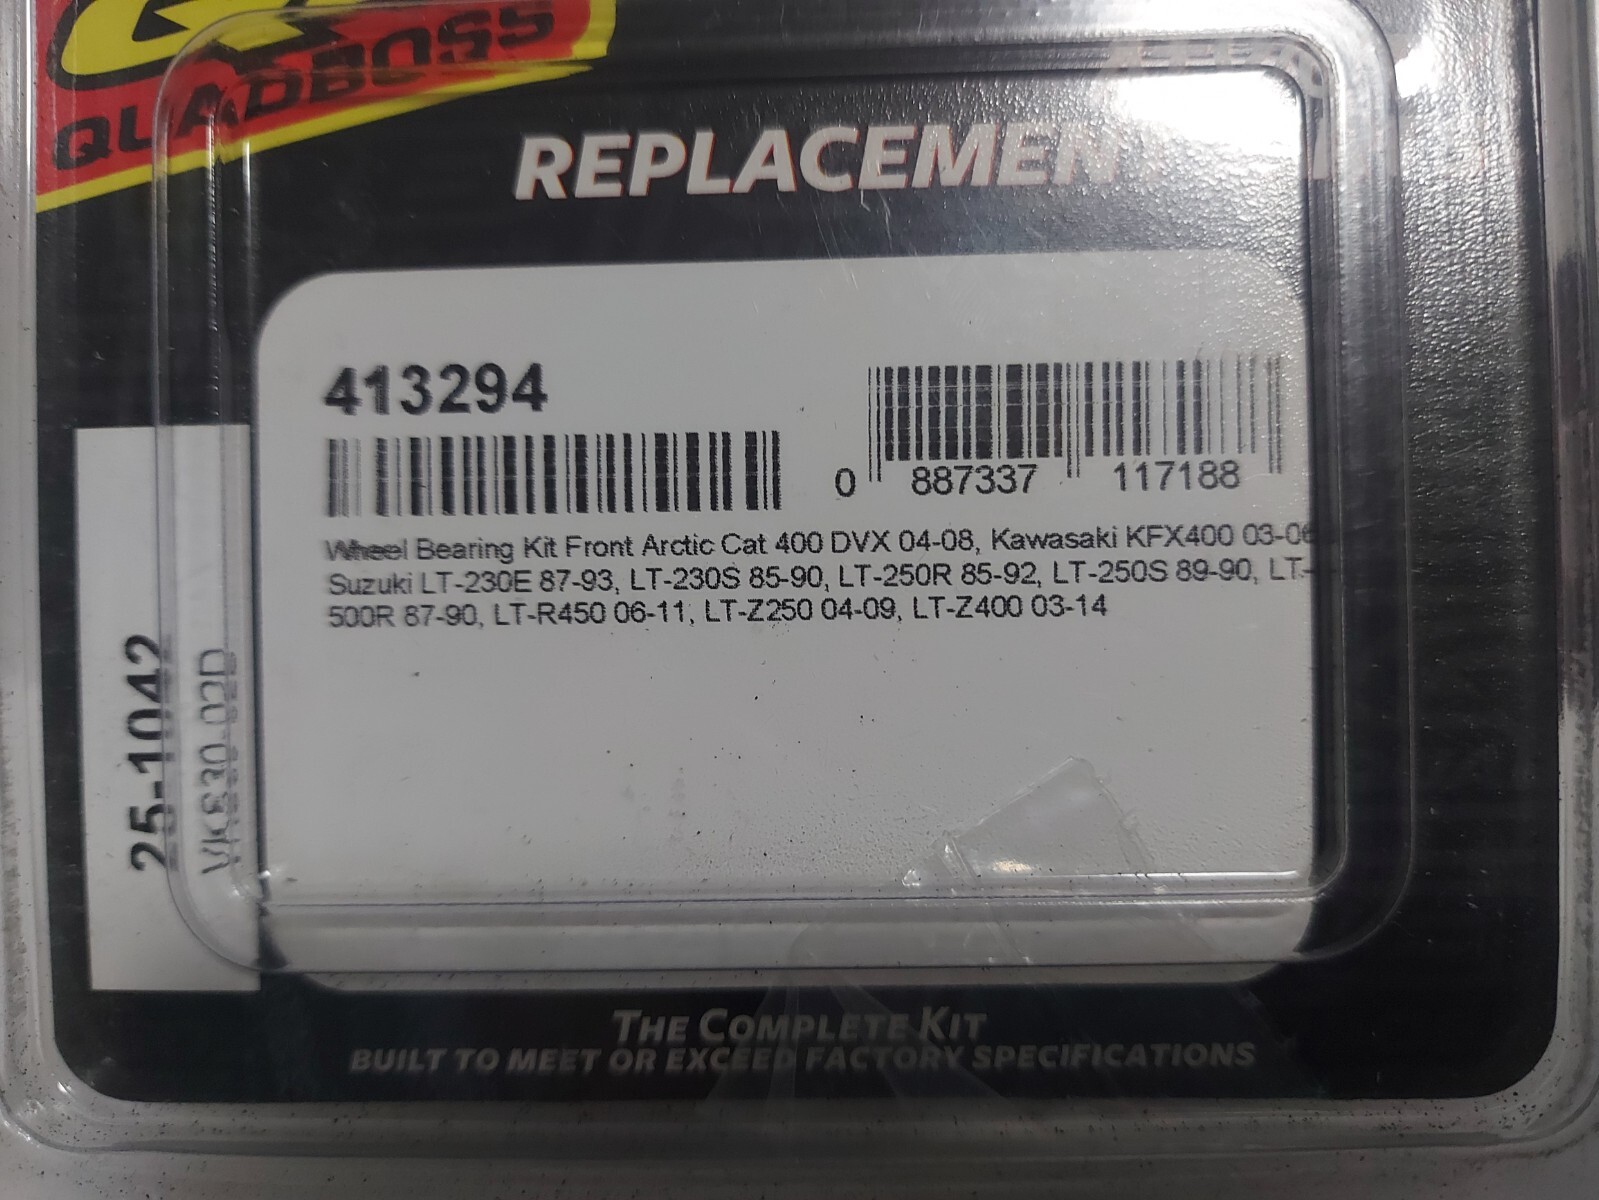 QUADBOSS
REPLACEMENT
413294
0 887337 117188
Wheel Bearing Kit Front Arctic Cat 400 DVX 04-08, Kawasaki KFX400 03-06
Suzuki LT-230E 87-93, LT-230S 85-90, LT-250R 85-92, LT-250S 89-90, LT-
500R 87-90, LT-R450 06-11, LT-Z250 04-09, LT-Z400 03-14
25-1042
THE COMPLETE KIT
BUILT TO MEET OR EXCEED FACTORY SPECIFICATIONS